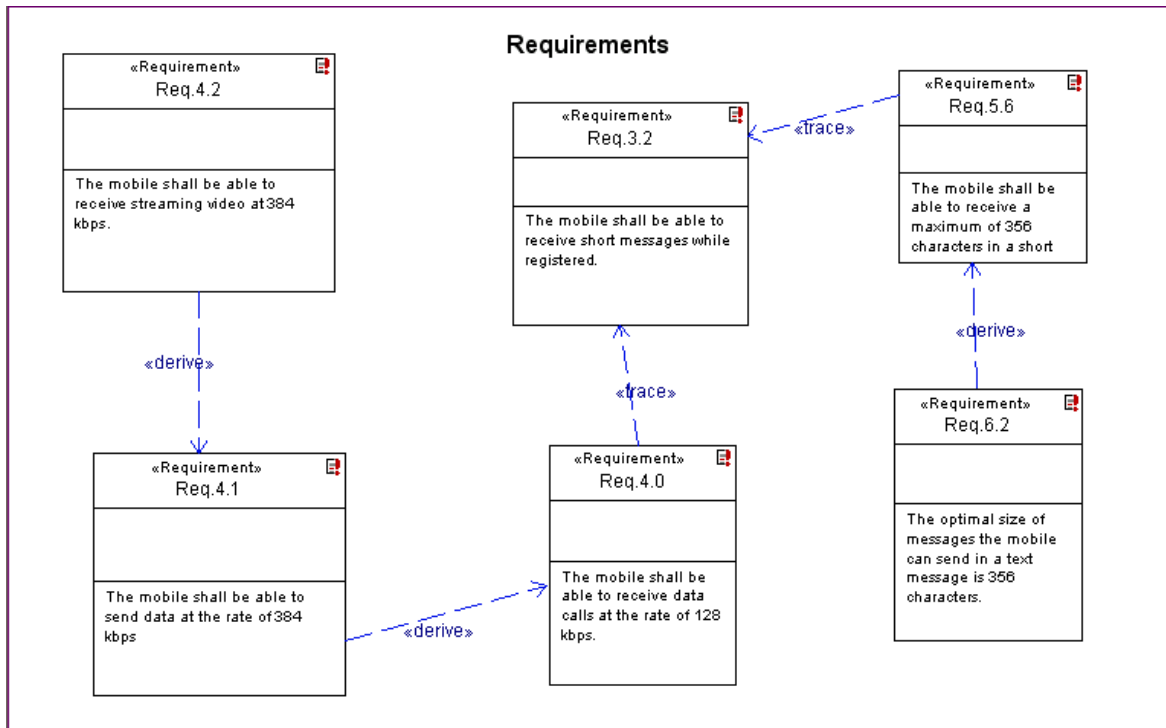 Requirements
«Requirement»
Req.4.2
The mobile shall be able to
receive streaming video at 384
kbps.
«derive»
«Requirement»
Req.4.1
The mobile shall be able to
send data at the rate of 384
kbps
«derive»
«Requirement»
Req.3.2
The mobile shall be able to
receive short messages while
registered.
«trace»
«Requirement»
Req.4.0
The mobile shall be
able to receive data
calls at the rate of 128
kbps.
«trace»
«Requirement»
Req.5.6
The mobile shall be
able to receive a
maximum of 356
characters in a short
«derive»
«Requirement»
Req.6.2
The optimal size of
messages the mobile
can send in a text
message is 356
characters.